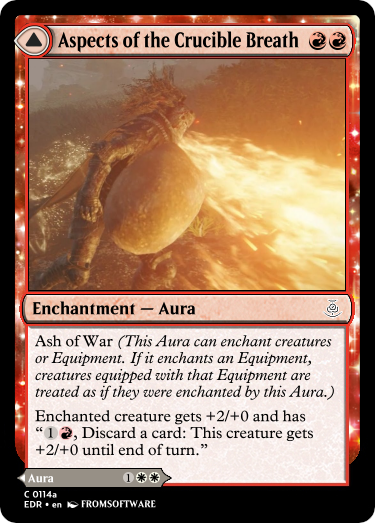 Aspects of the Crucible Breath
Enchantment — Aura
Ash of War (This Aura can enchant creatures
or Equipment. If it enchants an Equipment,
creatures equipped with that Equipment are
treated as if they were enchanted by this Aura.)
Enchanted creature gets +2/+0 and has
“1, Discard a card: This creature gets
+2/+0 until end of turn.”
Aura 1
C 0114a
EDR • en FROMSOFTWARE